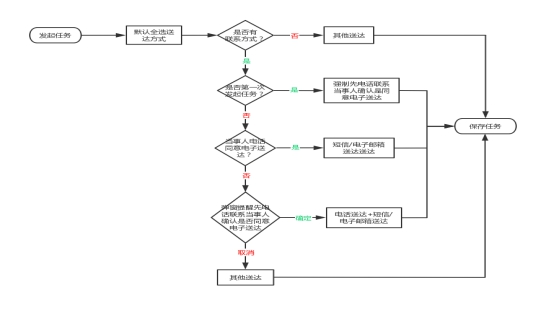 发起任务
默认全选送
达方式
是否有
联系方式？
否
其他送达
是
是否第一次
发起任务？
是
强制先电话联系
当事人确认是同
意电子送达
保存任务
否
当事人电话
同意电子送
达？
是
短信/电子邮箱
送达送达
否
弹窗提醒先电
话联系当事人
确认是否同意
电子送达
确定
电话送达+短信/
电子邮箱送达
取消
其他送达